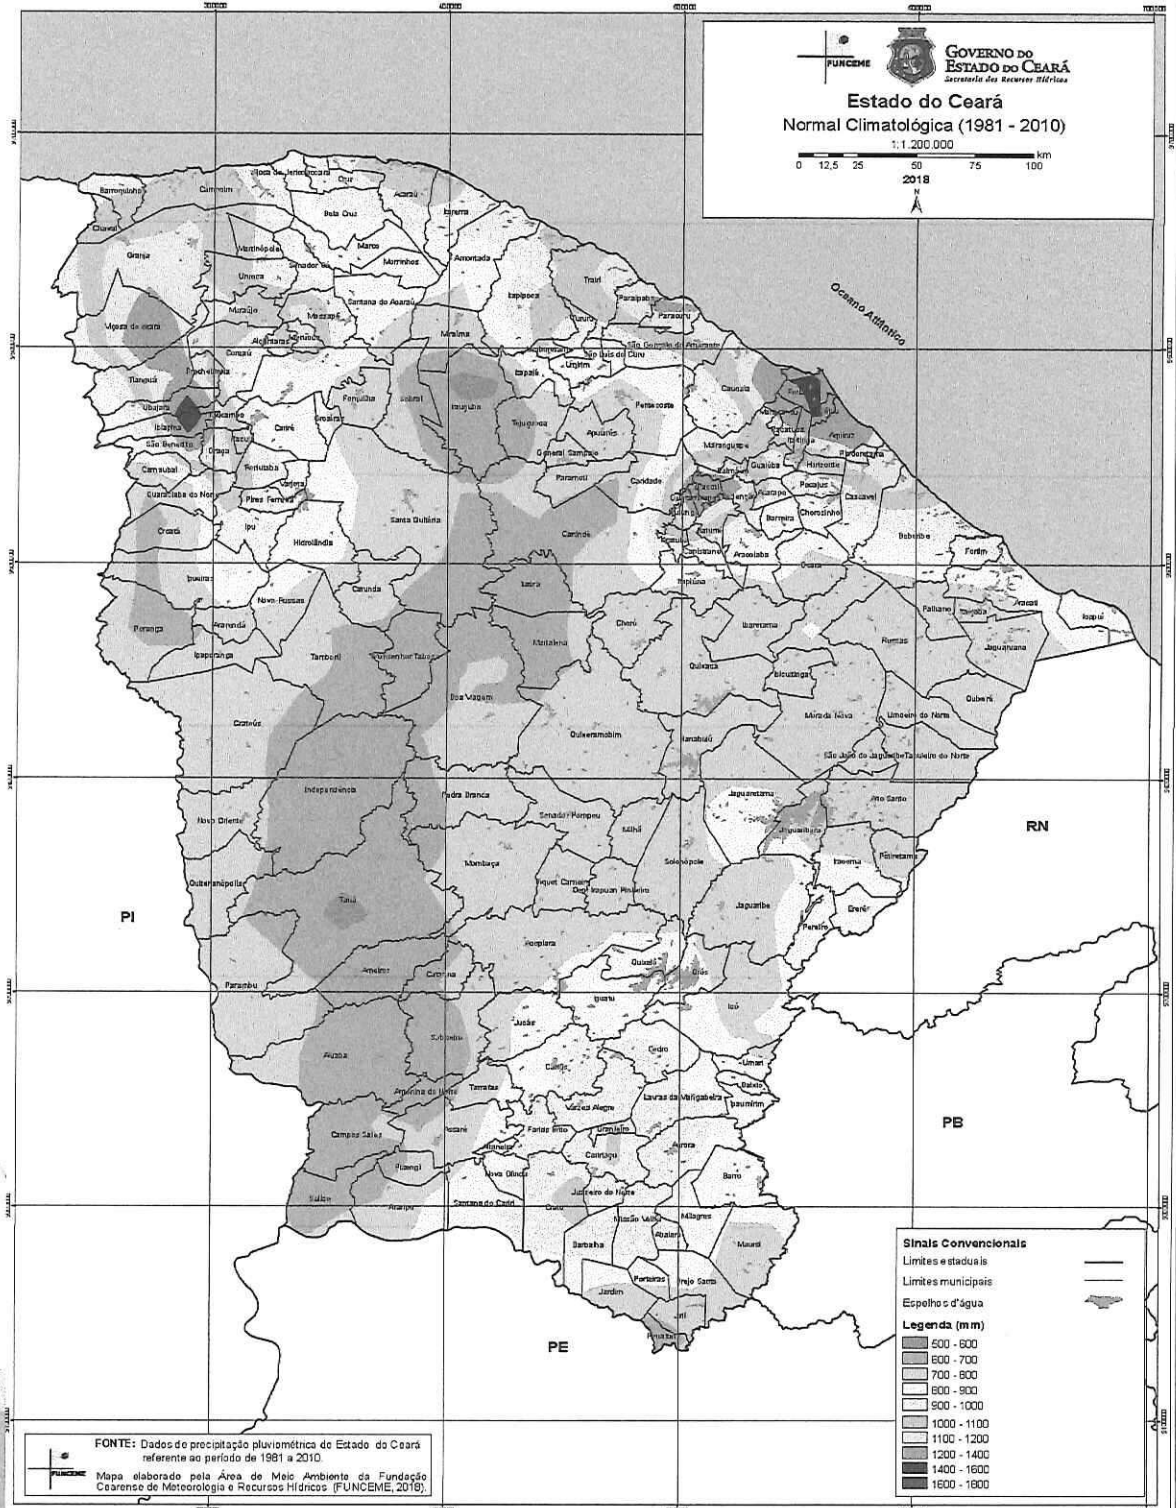 FUNCEME
GOVERNO DO
ESTADO DO CEARÁ
Secretaria dos Recursos Hídricos
Estado do Ceará
Normal Climatológica (1981 - 2010)
1:1.200.000
0 12,5 25 50 75 100 km
2018
N
Oceano Atlântico
Barroquinha
Camocim
Cruz
Acaraú
Chaval
Bela Cruz
Itarema
Granja
Martinópole
Marco
Morrinhos
Amontada
Uruoca
Senador Sá
Trairi
Santana do Acaraú
Itapipoca
Paraipaba
Viçosa do Ceará
Moraújo
Massapê
Tururu
Paracuru
Miraíma
Alcântaras
São Gonçalo do Amarante
Coreaú
São Luís do Curu
Frecheirinha
Umirim
Tianguá
Itapajé
Caucaia
Forquilha
Sobral
Irauçuba
Pentecoste
Ubajara
Mucambo
Groaíras
Tejuçuoca
Apuiarés
Ibiapina
Cariré
Aquiraz
São Benedito
Graça
Maranguape
General Sampaio
Pindoretama
Carnaubal
Reriutaba
Guaiúba
Horizonte
Paramoti
Caridade
Varjota
Pacajus
Guaraciaba do Norte
Pires Ferreira
Acarape
Cascavel
Santa Quitéria
Barreira
Chorozinho
Croatá
Ipu
Canindé
Hidrolândia
Beberibe
Aracoiaba
Fortim
Ipueiras
Itapiúna
Ocara
Catunda
Itatira
Nova Russas
Aracati
Palhano
Icapuí
Poranga
Ararendá
Choró
Ibaretama
Itaiçaba
Madalena
Russas
Ipaporanga
Tamboril
Monsenhor Tabosa
Jaguaruana
Quixadá
Ibicuitinga
Boa Viagem
Quixeré
Crateús
Morada Nova
Limoeiro do Norte
Quixeramobim
Banabuiú
São João do Jaguaribe
Tabuleiro do Norte
Independência
Pedra Branca
Jaguaretama
Alto Santo
Novo Oriente
Senador Pompeu
Milhã
Jaguaribara
RN
Mombaça
Solonópole
Iracema
Potiretama
Quiterianópolis
Piquet Carneiro
Dep. Irapuan Pinheiro
Tauá
Jaguaribe
Ererê
PI
Pereiro
Acopiara
Quixelô
Orós
Arneiroz
Catarina
Parambu
Iguatu
Icó
Jucás
Saboeiro
Aiuaba
Cedro
Umari
Cariús
Baixio
Antonina do Norte
Tarrafas
Lavras da Mangabeira
Ipaumirim
Várzea Alegre
PB
Campos Sales
Assaré
Farias Brito
Granjeiro
Altaneira
Aurora
Caririaçu
Potengi
Nova Olinda
Barro
Salitre
Juazeiro do Norte
Araripe
Santana do Cariri
Crato
Missão Velha
Milagres
Abaiara
Mauriti
Barbalha
Porteiras
Brejo Santo
Jardim
Jati
Penaforte
PE
Sinais Convencionais
Limites estaduais
Limites municipais
Espelhos d'água
Legenda (mm)
500 - 600
600 - 700
700 - 800
800 - 900
900 - 1000
1000 - 1100
1100 - 1200
1200 - 1400
1400 - 1600
1600 - 1800
FUNCEME
FONTE: Dados de precipitação pluviométrica do Estado do Ceará
referente ao período de 1981 a 2010.
Mapa elaborado pela Área de Meio Ambiente da Fundação
Cearense de Meteorologia e Recursos Hídricos (FUNCEME, 2018).